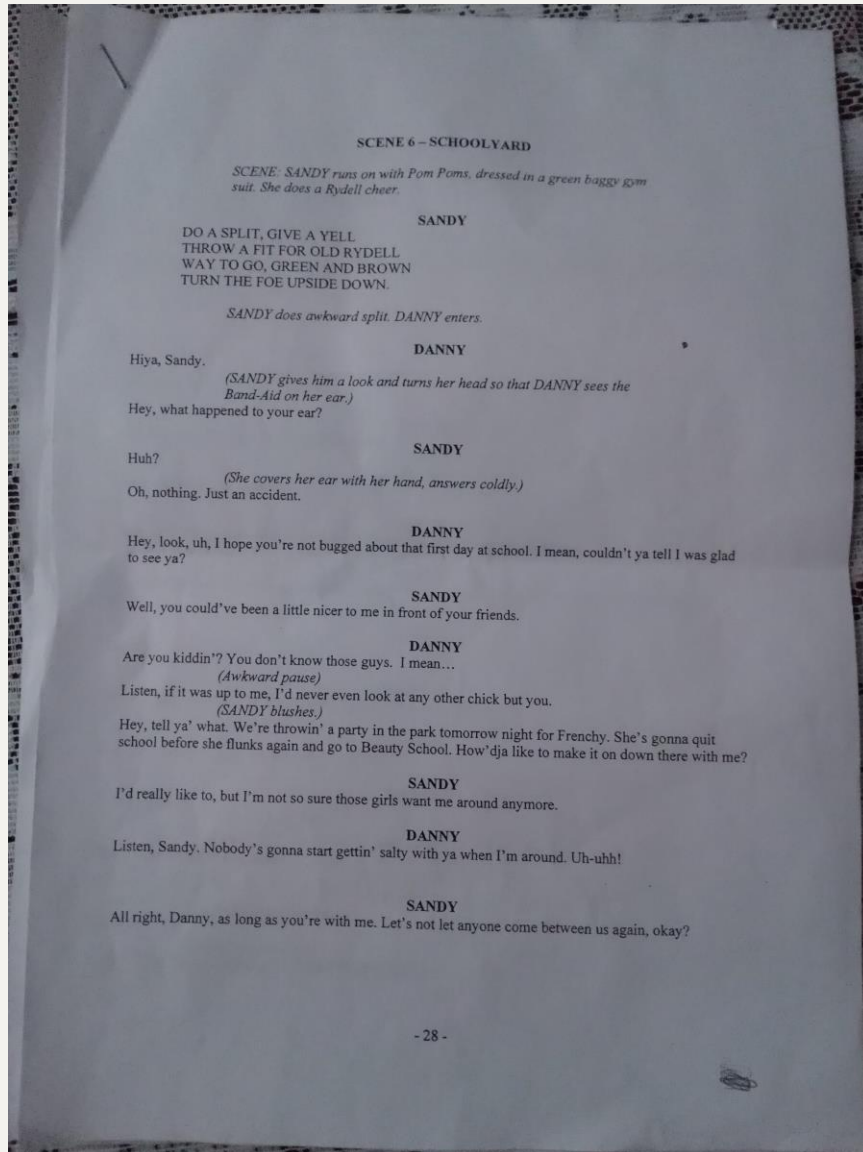 SCENE 6 – SCHOOLYARD
SCENE: SANDY runs on with Pom Poms, dressed in a green baggy gym
suit. She does a Rydell cheer.
SANDY
DO A SPLIT, GIVE A YELL
THROW A FIT FOR OLD RYDELL
WAY TO GO, GREEN AND BROWN
TURN THE FOE UPSIDE DOWN.
SANDY does awkward split. DANNY enters.
DANNY
Hiya, Sandy.
(SANDY gives him a look and turns her head so that DANNY sees the
Band-Aid on her ear.)
Hey, what happened to your ear?
SANDY
Huh?
(She covers her ear with her hand, answers coldly.)
Oh, nothing. Just an accident.
DANNY
Hey, look, uh, I hope you're not bugged about that first day at school. I mean, couldn't ya tell I was glad
to see ya?
SANDY
Well, you could've been a little nicer to me in front of your friends.
DANNY
Are you kiddin'? You don't know those guys. I mean…
(Awkward pause)
Listen, if it was up to me, I'd never even look at any other chick but you.
(SANDY blushes.)
Hey, tell ya' what. We're throwin' a party in the park tomorrow night for Frenchy. She's gonna quit
school before she flunks again and go to Beauty School. How'dja like to make it on down there with me?
SANDY
I'd really like to, but I'm not so sure those girls want me around anymore.
DANNY
Listen, Sandy. Nobody's gonna start gettin' salty with ya when I'm around. Uh-uhh!
SANDY
All right, Danny, as long as you're with me. Let's not let anyone come between us again, okay?
- 28 -